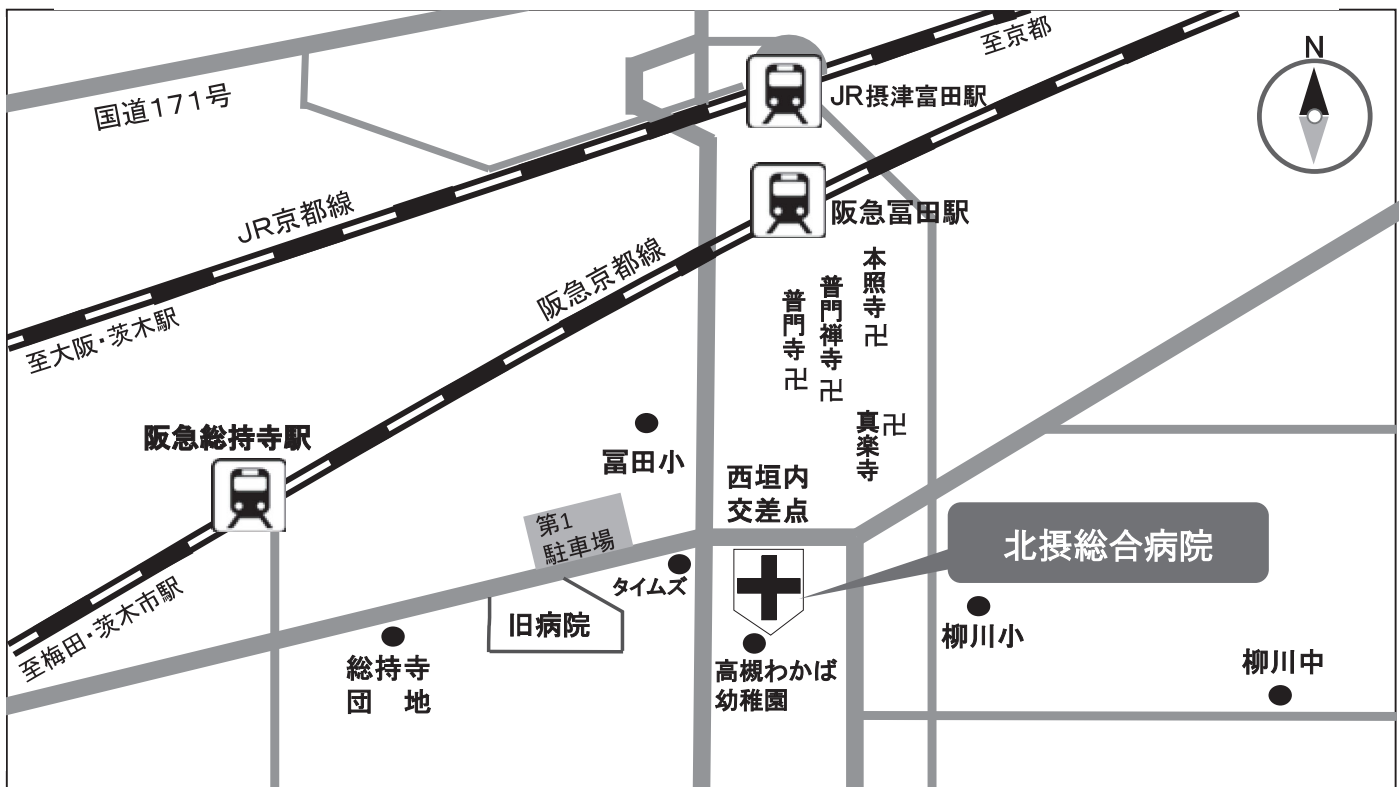 至京都
N
国道171号
JR摂津富田駅
JR京都線
阪急富田駅
阪急京都線
本照寺卍
普門禅寺卍
普門寺卍
至大阪・茨木駅
真楽寺
卍
阪急総持寺駅
富田小
西垣内
交差点
第1
駐車場
北摂総合病院
タイムズ
至梅田・茨木市駅
旧病院
柳川小
総持寺
団 地
高槻わかば
幼稚園
柳川中